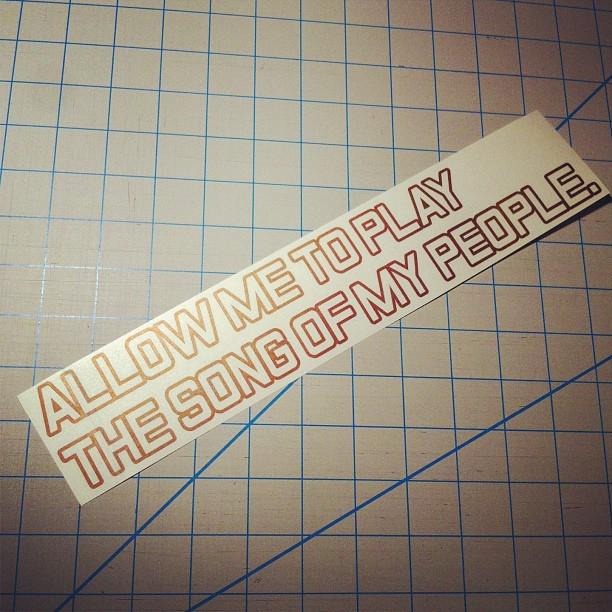 ALLOW ME TO PLAY
THE SONG OF MY PEOPLE.